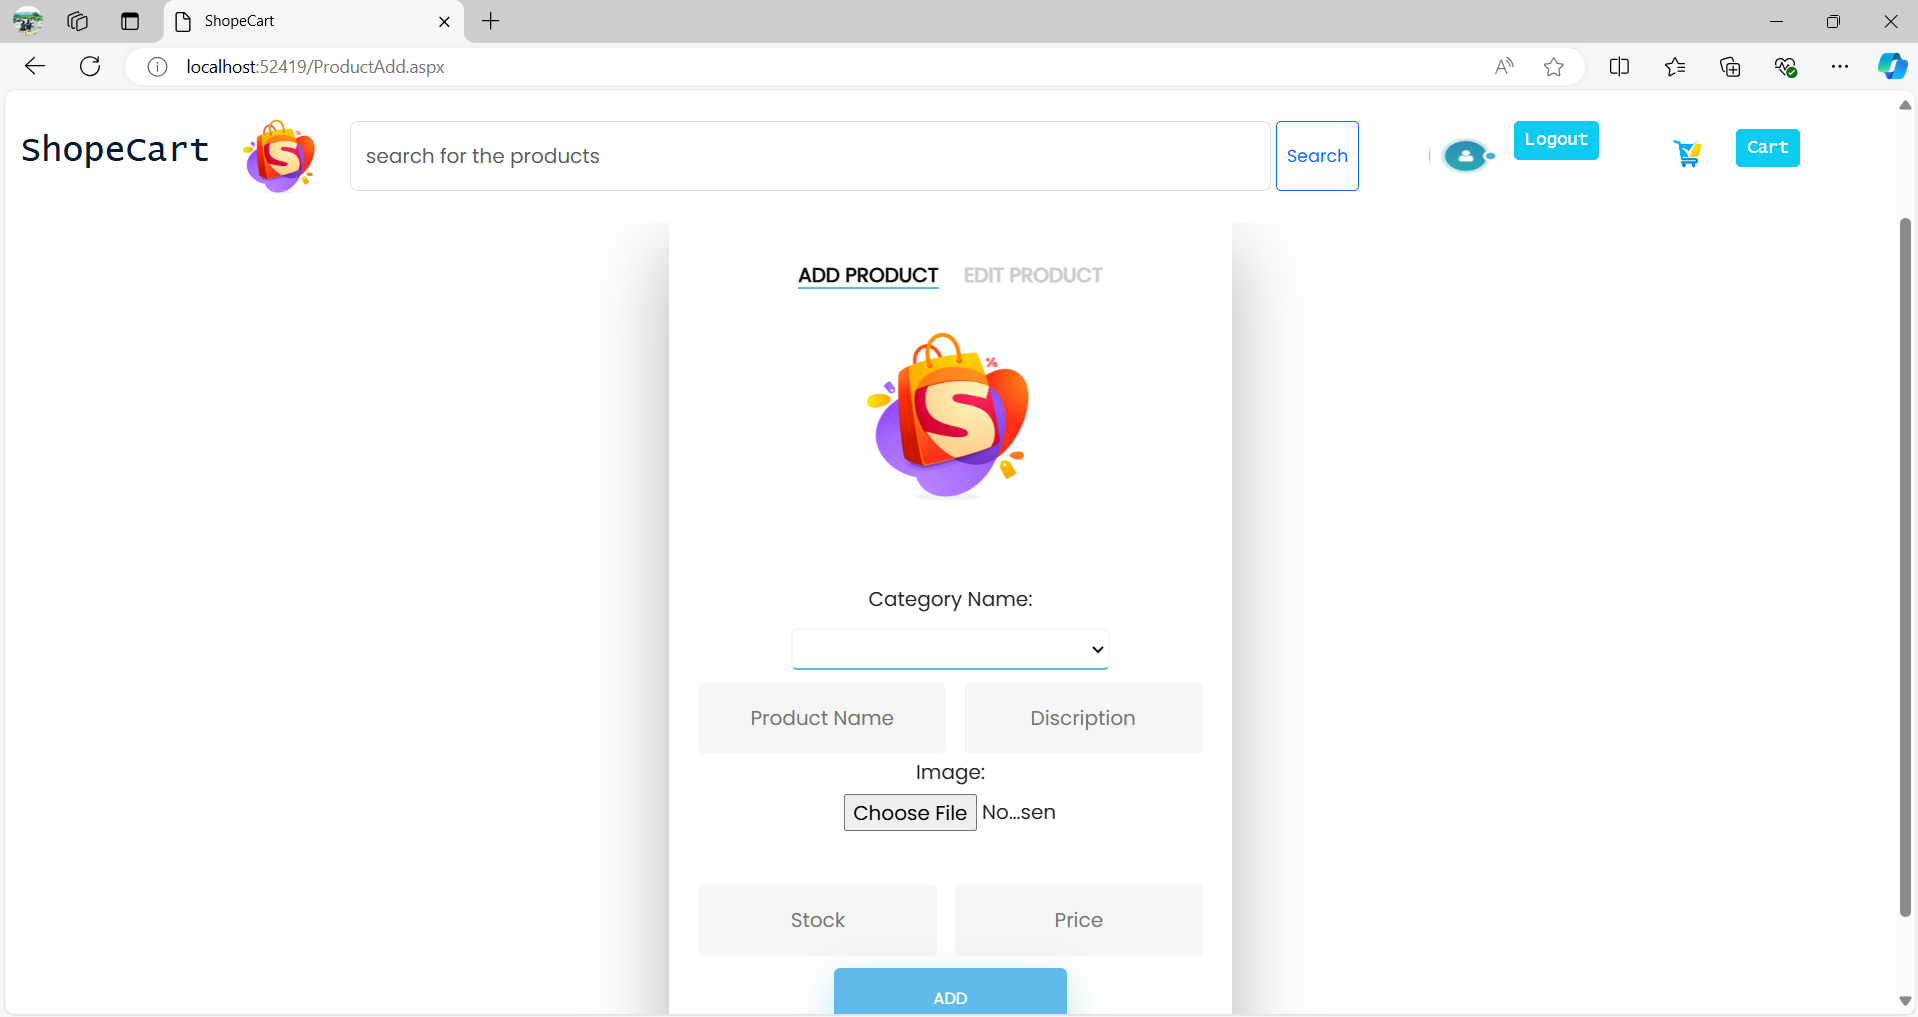 ShopeCart
localhost:52419/ProductAdd.aspx
ShopeCart
S
search for the products
Search
Logout
Cart
ADD PRODUCT
EDIT PRODUCT
S
Category Name:
Product Name
Discription
Image:
Choose File No...sen
Stock
Price
ADD